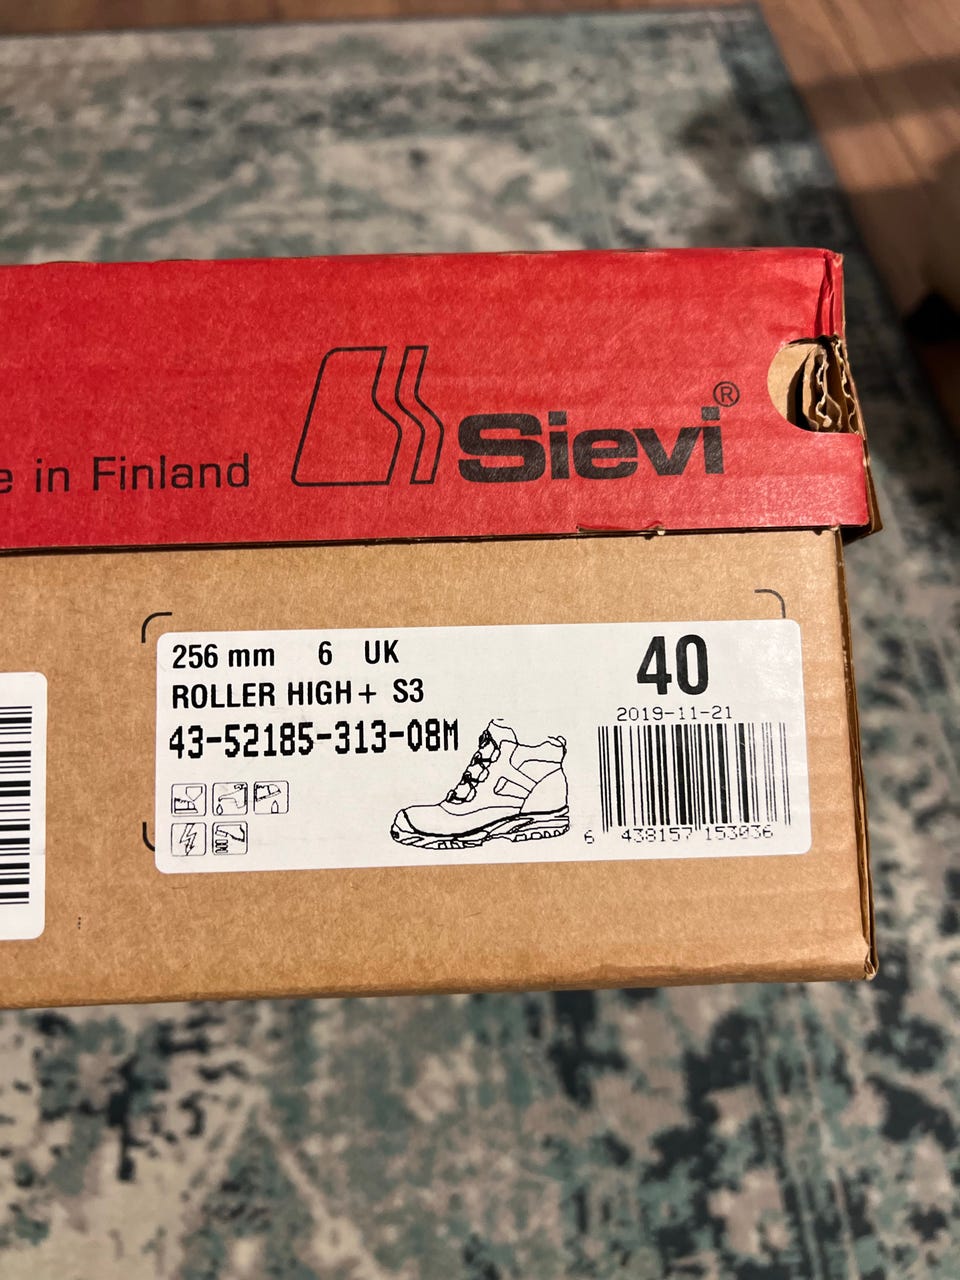 in Finland
Sievi®
256 mm 6 UK
ROLLER HIGH+ S3
43-52185-313-08M
40
2019-11-21
6 438157 153036